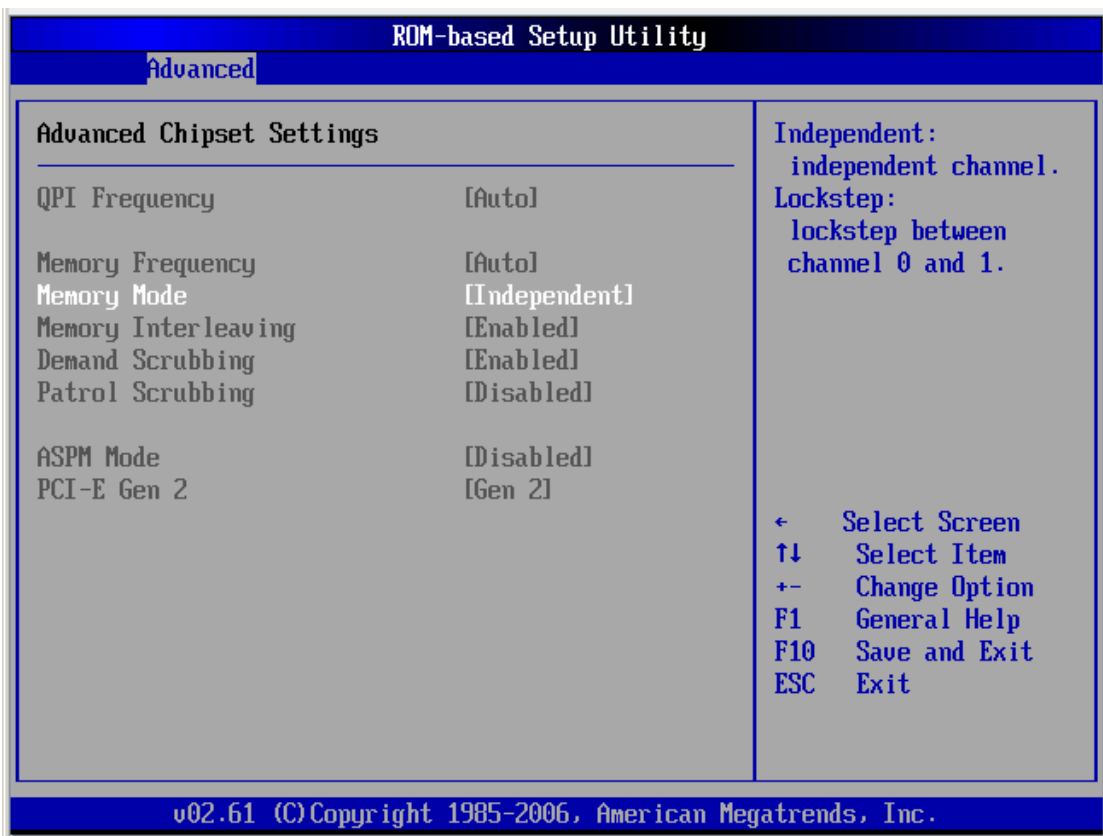 ROM-based Setup Utility
Advanced
Advanced Chipset Settings
QPI Frequency [Auto]
Memory Frequency [Auto]
Memory Mode [Independent]
Memory Interleaving [Enabled]
Demand Scrubbing [Enabled]
Patrol Scrubbing [Disabled]
ASPM Mode [Disabled]
PCI-E Gen 2 [Gen 2]
Independent:
independent channel.
Lockstep:
lockstep between
channel 0 and 1.
← Select Screen
↑↓ Select Item
+- Change Option
F1 General Help
F10 Save and Exit
ESC Exit
v02.61 (C)Copyright 1985-2006, American Megatrends, Inc.